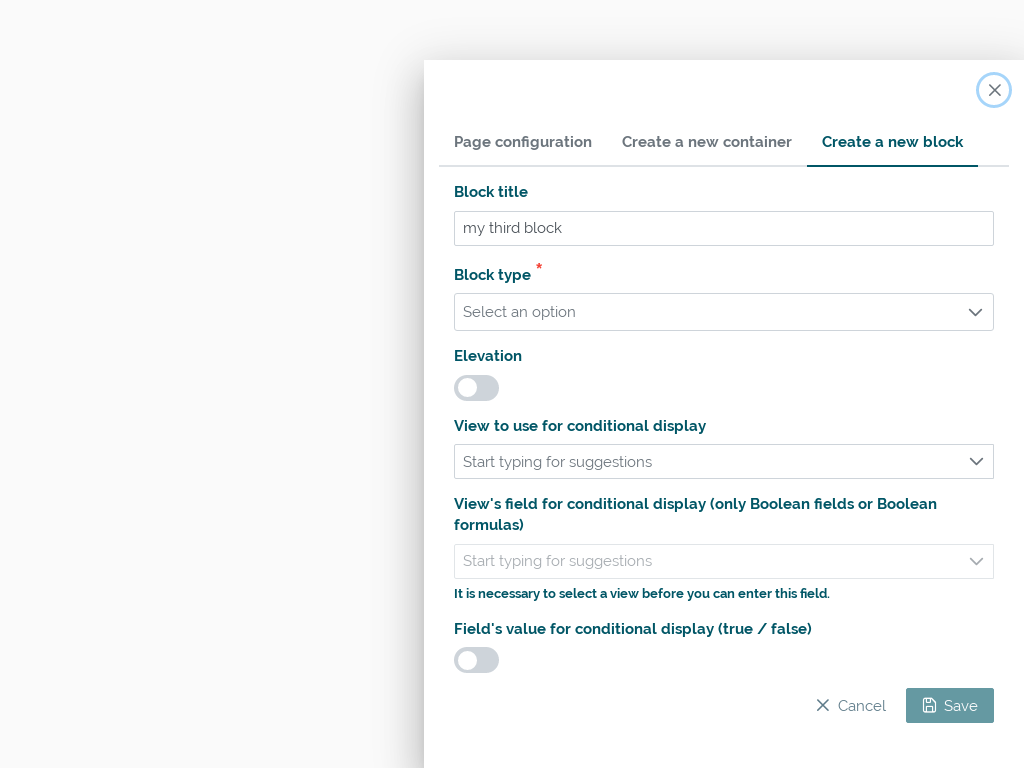 Page configuration
Create a new container
Create a new block
Block title
my third block
Block type *
Select an option
Elevation
View to use for conditional display
Start typing for suggestions
View's field for conditional display (only Boolean fields or Boolean
formulas)
Start typing for suggestions
It is necessary to select a view before you can enter this field.
Field's value for conditional display (true / false)
Cancel
Save